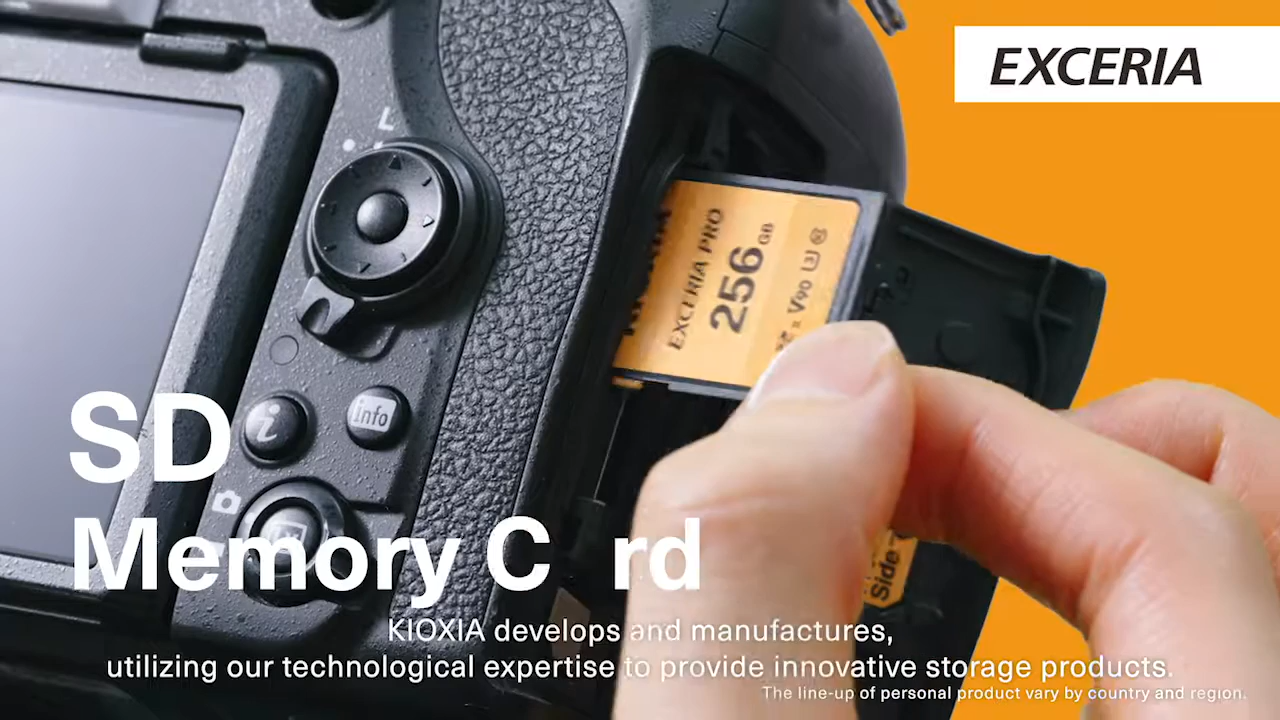 EXCERIA
L
EXCERIA PRO
256GB
V90
info
SD
Memory C rd
Side
KIOXIA develops and manufactures,
utilizing our technological expertise to provide innovative storage products.
The line-up of personal product vary by country and region.